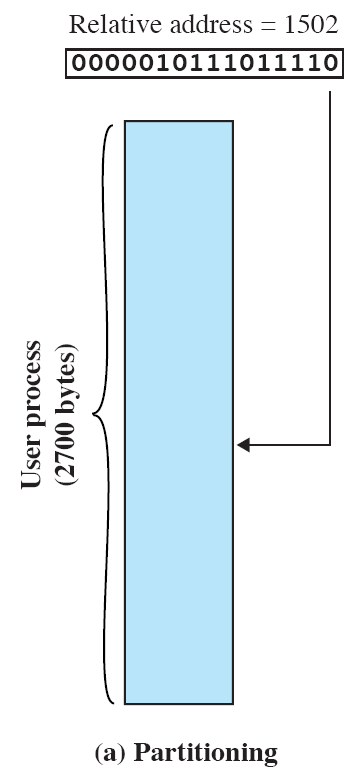 Relative address = 1502
0000010111011110
User process
(2700 bytes)
(a) Partitioning